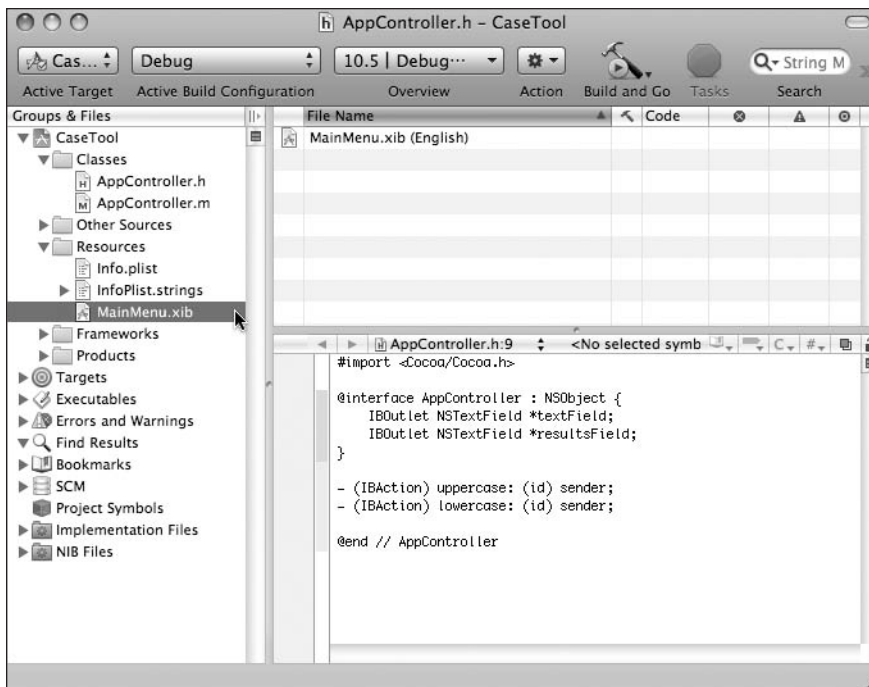 AppController.h – CaseTool
Cas...
Debug
10.5 | Debug...
String M
Active Target
Active Build Configuration
Overview
Action
Build and Go
Tasks
Search
Groups & Files
CaseTool
Classes
AppController.h
AppController.m
Other Sources
Resources
Info.plist
InfoPlist.strings
MainMenu.xib
Frameworks
Products
Targets
Executables
Errors and Warnings
Find Results
Bookmarks
SCM
Project Symbols
Implementation Files
NIB Files
File Name
Code
MainMenu.xib (English)
AppController.h:9
<No selected symb
C
#
#import <Cocoa/Cocoa.h>
@interface AppController : NSObject {
IBOutlet NSTextField *textField;
IBOutlet NSTextField *resultsField;
}
- (IBAction) uppercase: (id) sender;
- (IBAction) lowercase: (id) sender;
@end // AppController